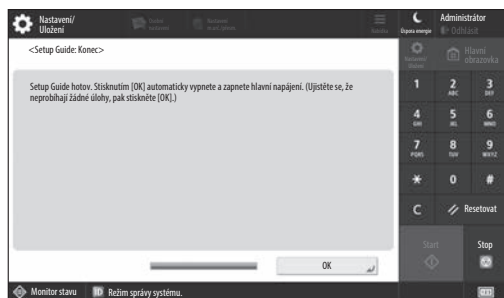 Nastavení/
Uložení
Úspora energie
Administrátor
Odhlásit
<Setup Guide: Konec>
Nastavení/
Uložení
Hlavní
obrazovka
Setup Guide hotov. Stisknutím [OK] automaticky vypnete a zapnete hlavní napájení. (Ujistěte se, že
neprobíhají žádné úlohy, pak stiskněte [OK].)
1
2
ABC
3
DEF
4
GHI
5
JKL
6
MNO
7
PQRS
8
TUV
9
WXYZ
*
0
#
C
Resetovat
Start
Stop
OK
Monitor stavu
ID
Režim správy systému.